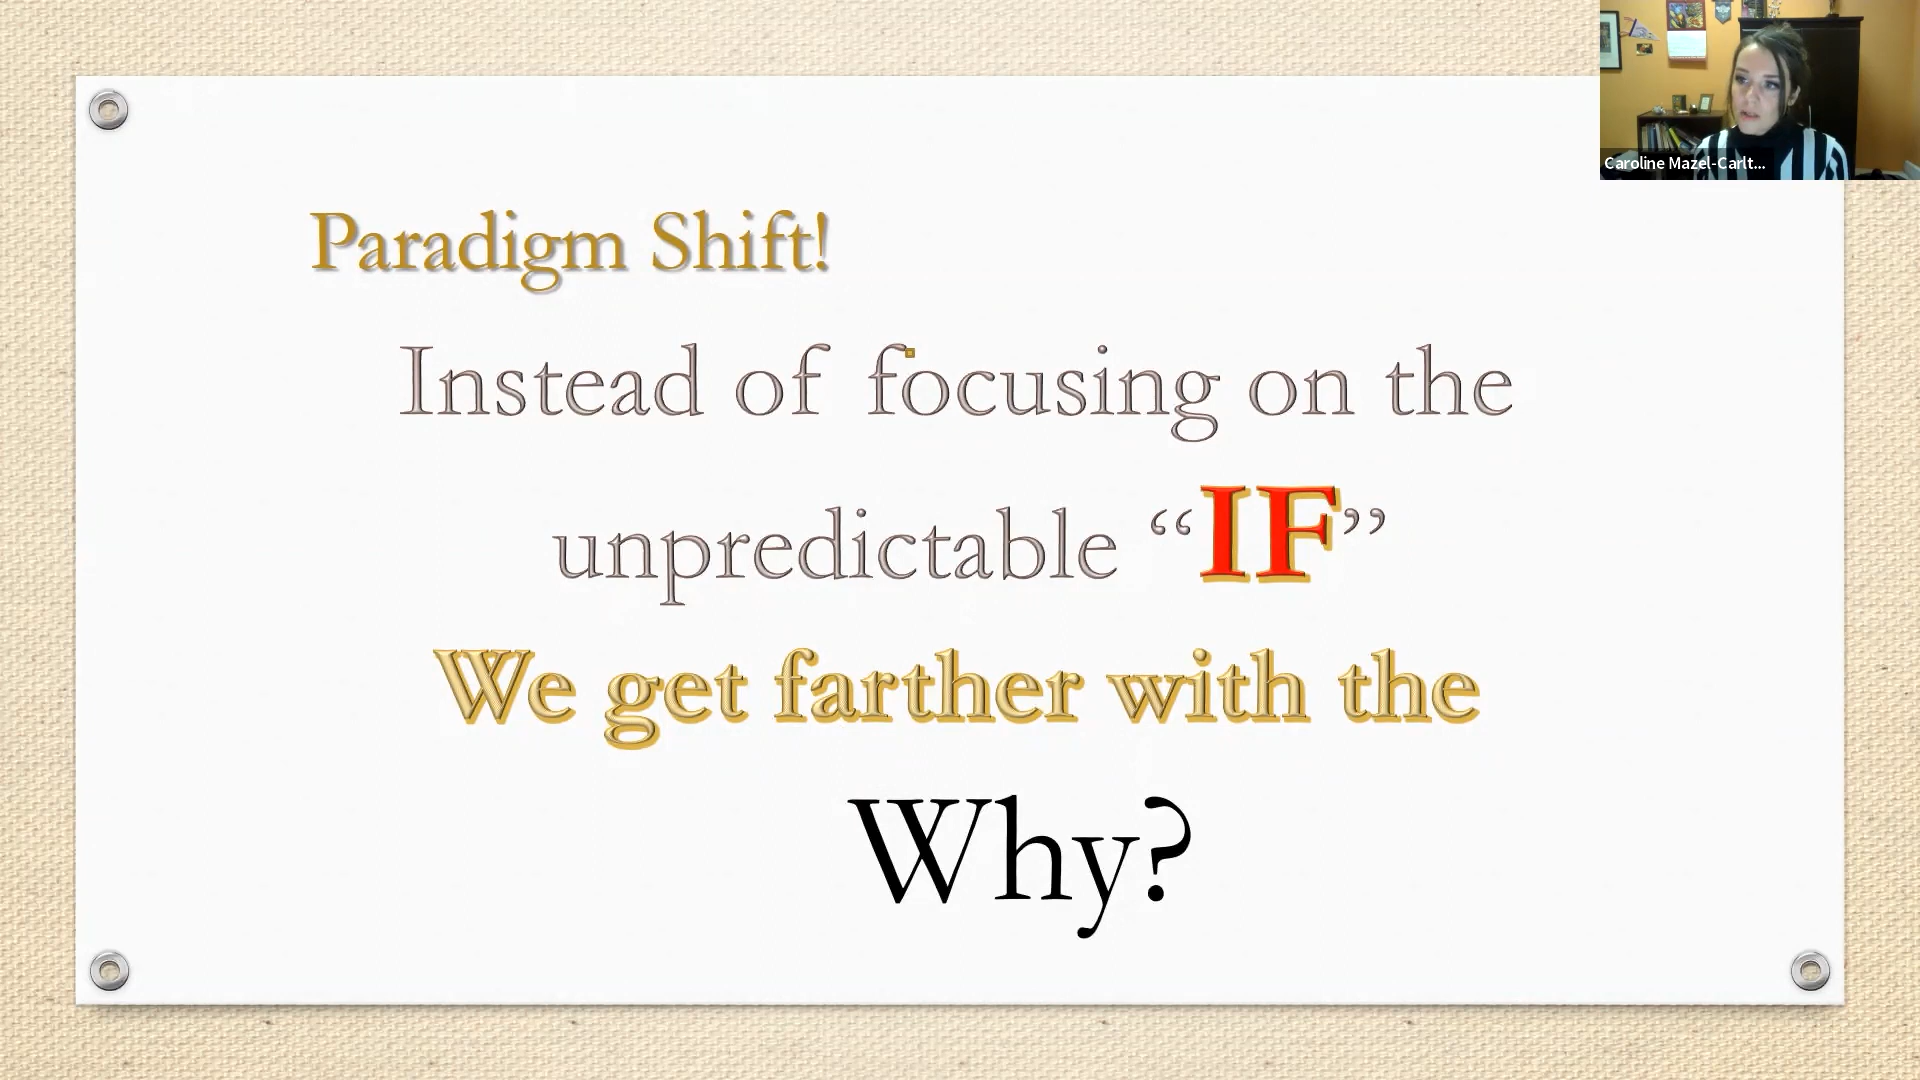 Caroline Mazel-Carlt...
Paradigm Shift!
Instead of focusing on the
unpredictable “IF”
We get farther with the
Why?